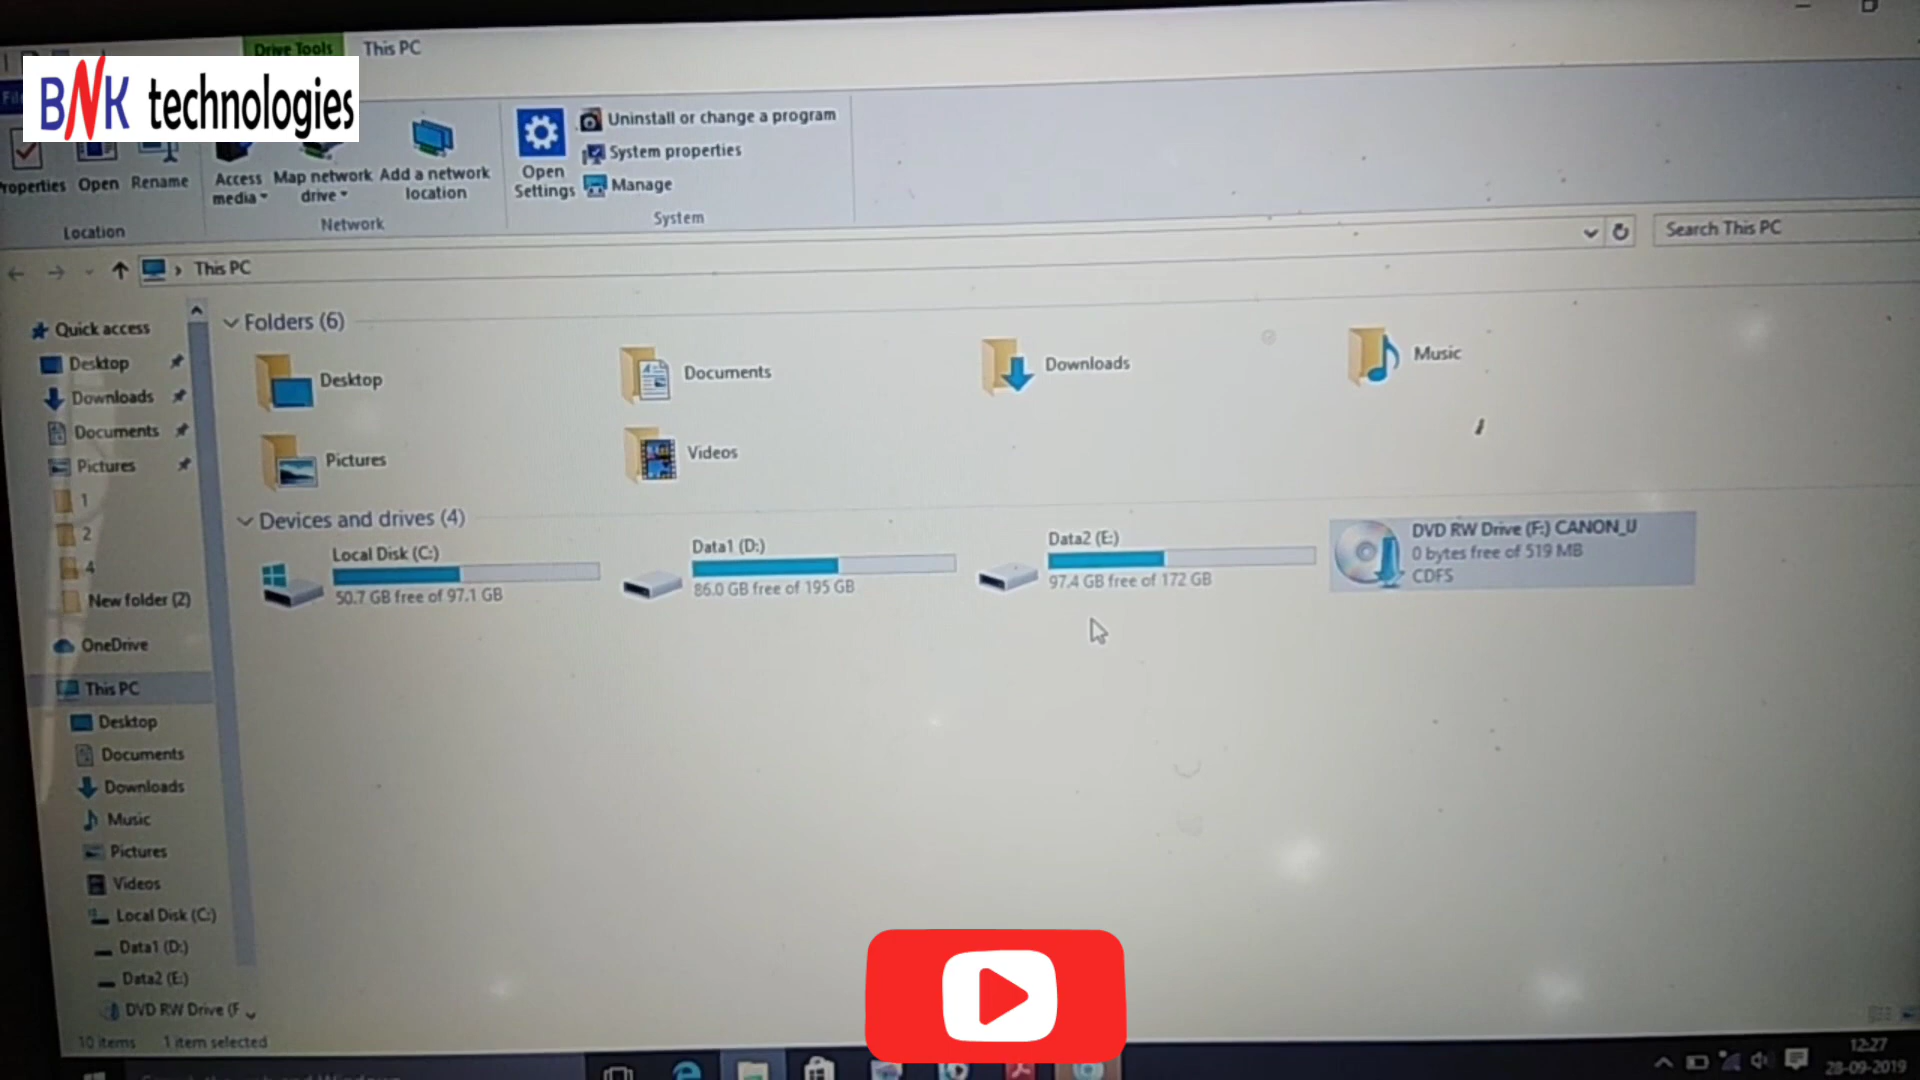 Drive Tools
This PC
BNK technologies
Properties
Open
Rename
Access media
Map network drive
Add a network location
Open Settings
Uninstall or change a program
System properties
Manage
Location
Network
System
This PC
Search This PC
Quick access
Desktop
Downloads
Documents
Pictures
1
2
4
New folder (2)
OneDrive
This PC
Desktop
Documents
Downloads
Music
Pictures
Videos
Local Disk (C:)
Data1 (D:)
Data2 (E:)
DVD RW Drive (F
Folders (6)
Desktop
Documents
Downloads
Music
Pictures
Videos
Devices and drives (4)
Local Disk (C:)
50.7 GB free of 97.1 GB
Data1 (D:)
86.0 GB free of 195 GB
Data2 (E:)
97.4 GB free of 172 GB
DVD RW Drive (F:) CANON_IJ
0 bytes free of 519 MB
CDFS
10 items
1 item selected
12:27
28-09-2019